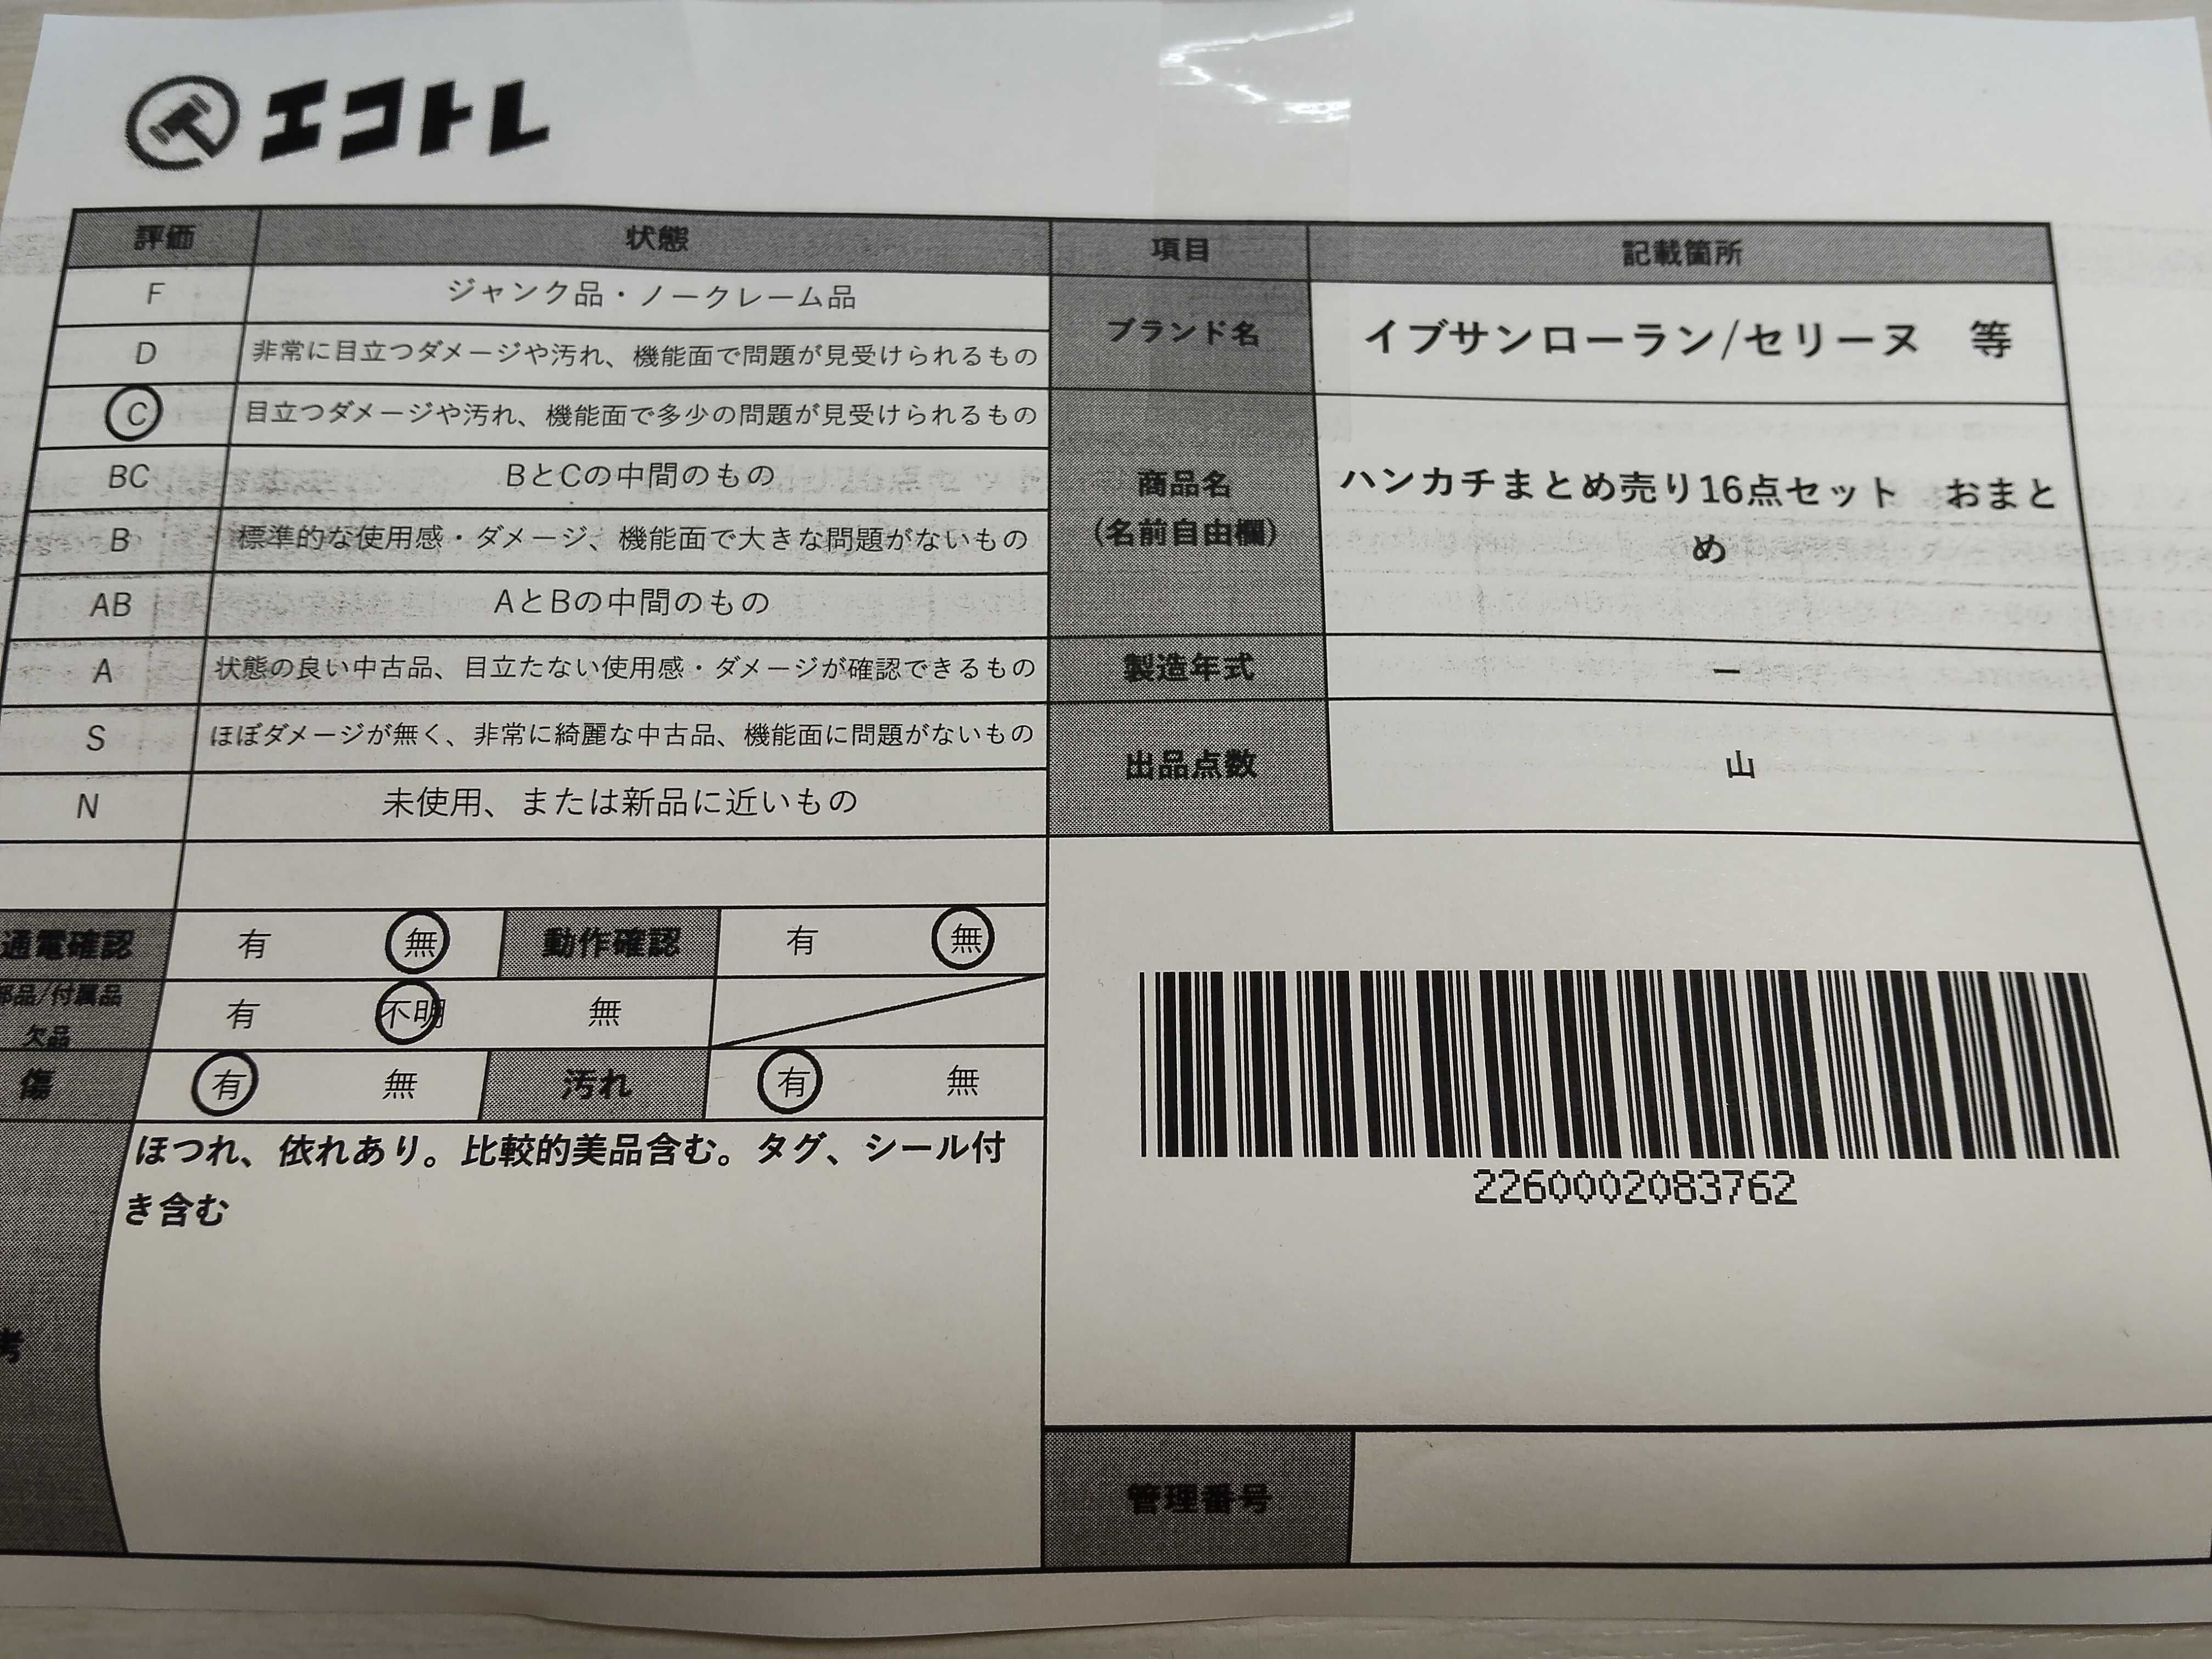 エコトレ
評価 状態
F ジャンク品・ノークレーム品
D 非常に目立つダメージや汚れ、機能面で問題が見受けられるもの
C 目立つダメージや汚れ、機能面で多少の問題が見受けられるもの
BC BとCの中間のもの
B 標準的な使用感・ダメージ、機能面で大きな問題がないもの
AB AとBの中間のもの
A 状態の良い中古品、目立たない使用感・ダメージが確認できるもの
S ほぼダメージが無く、非常に綺麗な中古品、機能面に問題がないもの
N 未使用、または新品に近いもの
通電確認 有 無 動作確認 有 無
部品/付属品
欠品 有 不明 無
傷 有 無 汚れ 有 無
考
ほつれ、依れあり。比較的美品含む。タグ、シール付
き含む
項目 記載箇所
ブランド名 イブサンローラン/セリーヌ 等
商品名
(名前自由欄)
ハンカチまとめ売り16点セット おまと
め
製造年式 ー
出品点数 山
2260002083762
管理番号